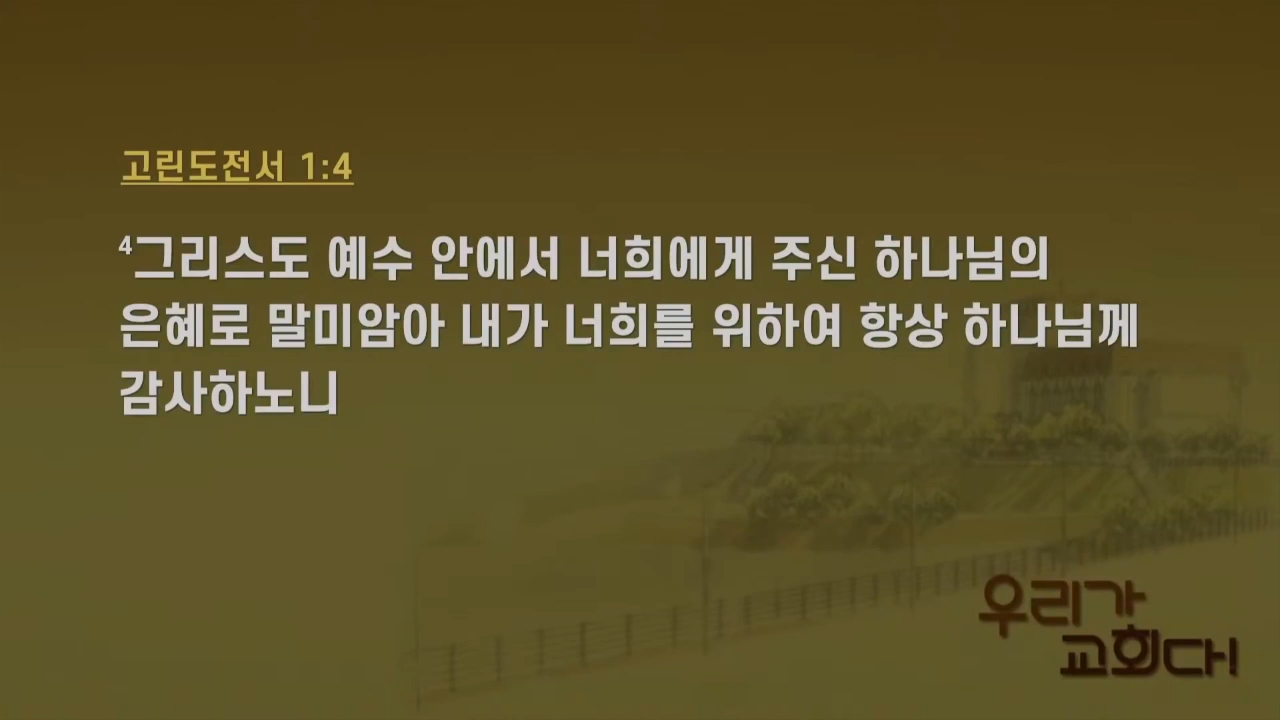 고린도전서 1:4
⁴그리스도 예수 안에서 너희에게 주신 하나님의
은혜로 말미암아 내가 너희를 위하여 항상 하나님께
감사하노니
우리가
교회다!